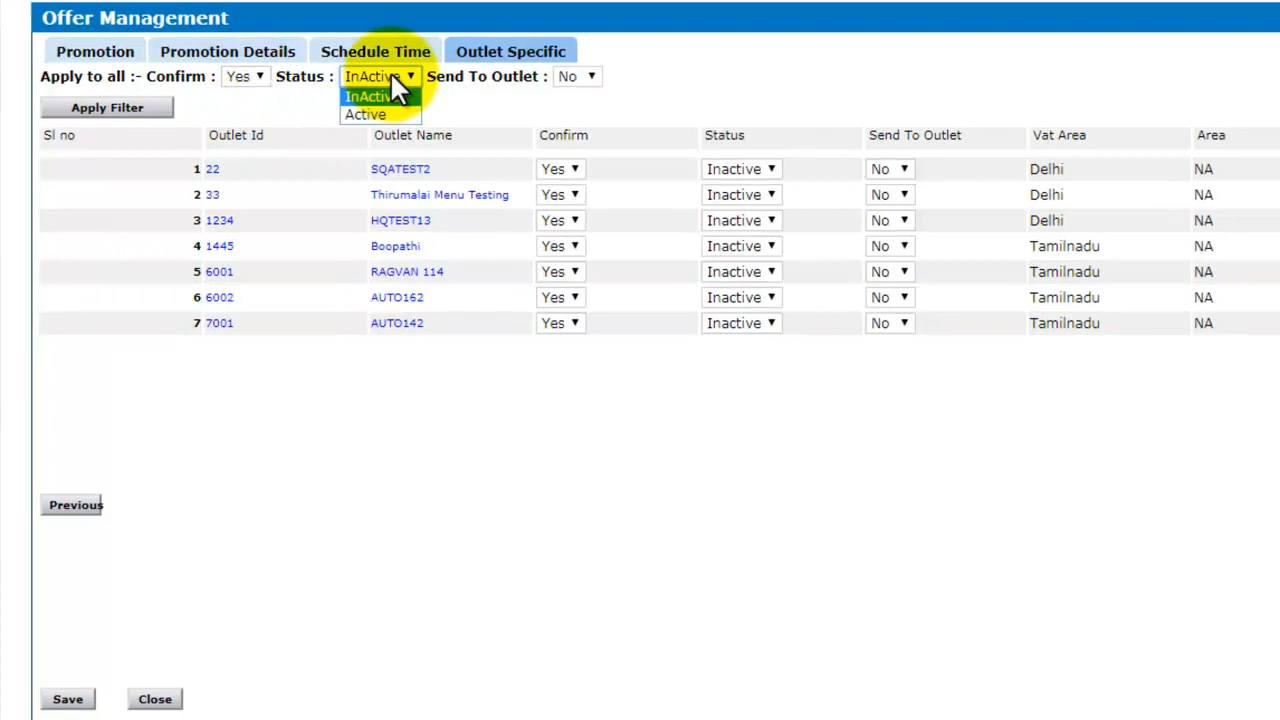 Offer Management
Promotion Promotion Details Schedule Time Outlet Specific
Apply to all :- Confirm : Yes Status : InActive Send To Outlet : No
InActive
Active
Apply Filter
Sl no Outlet Id Outlet Name Confirm Status Send To Outlet Vat Area Area
1 22 SQATEST2 Yes Inactive No Delhi NA
2 33 Thirumalai Menu Testing Yes Inactive No Delhi NA
3 1234 HQTEST13 Yes Inactive No Delhi NA
4 1445 Boopathi Yes Inactive No Tamilnadu NA
5 6001 RAGVAN 114 Yes Inactive No Tamilnadu NA
6 6002 AUTO162 Yes Inactive No Tamilnadu NA
7 7001 AUTO142 Yes Inactive No Tamilnadu NA
Previous
Save Close